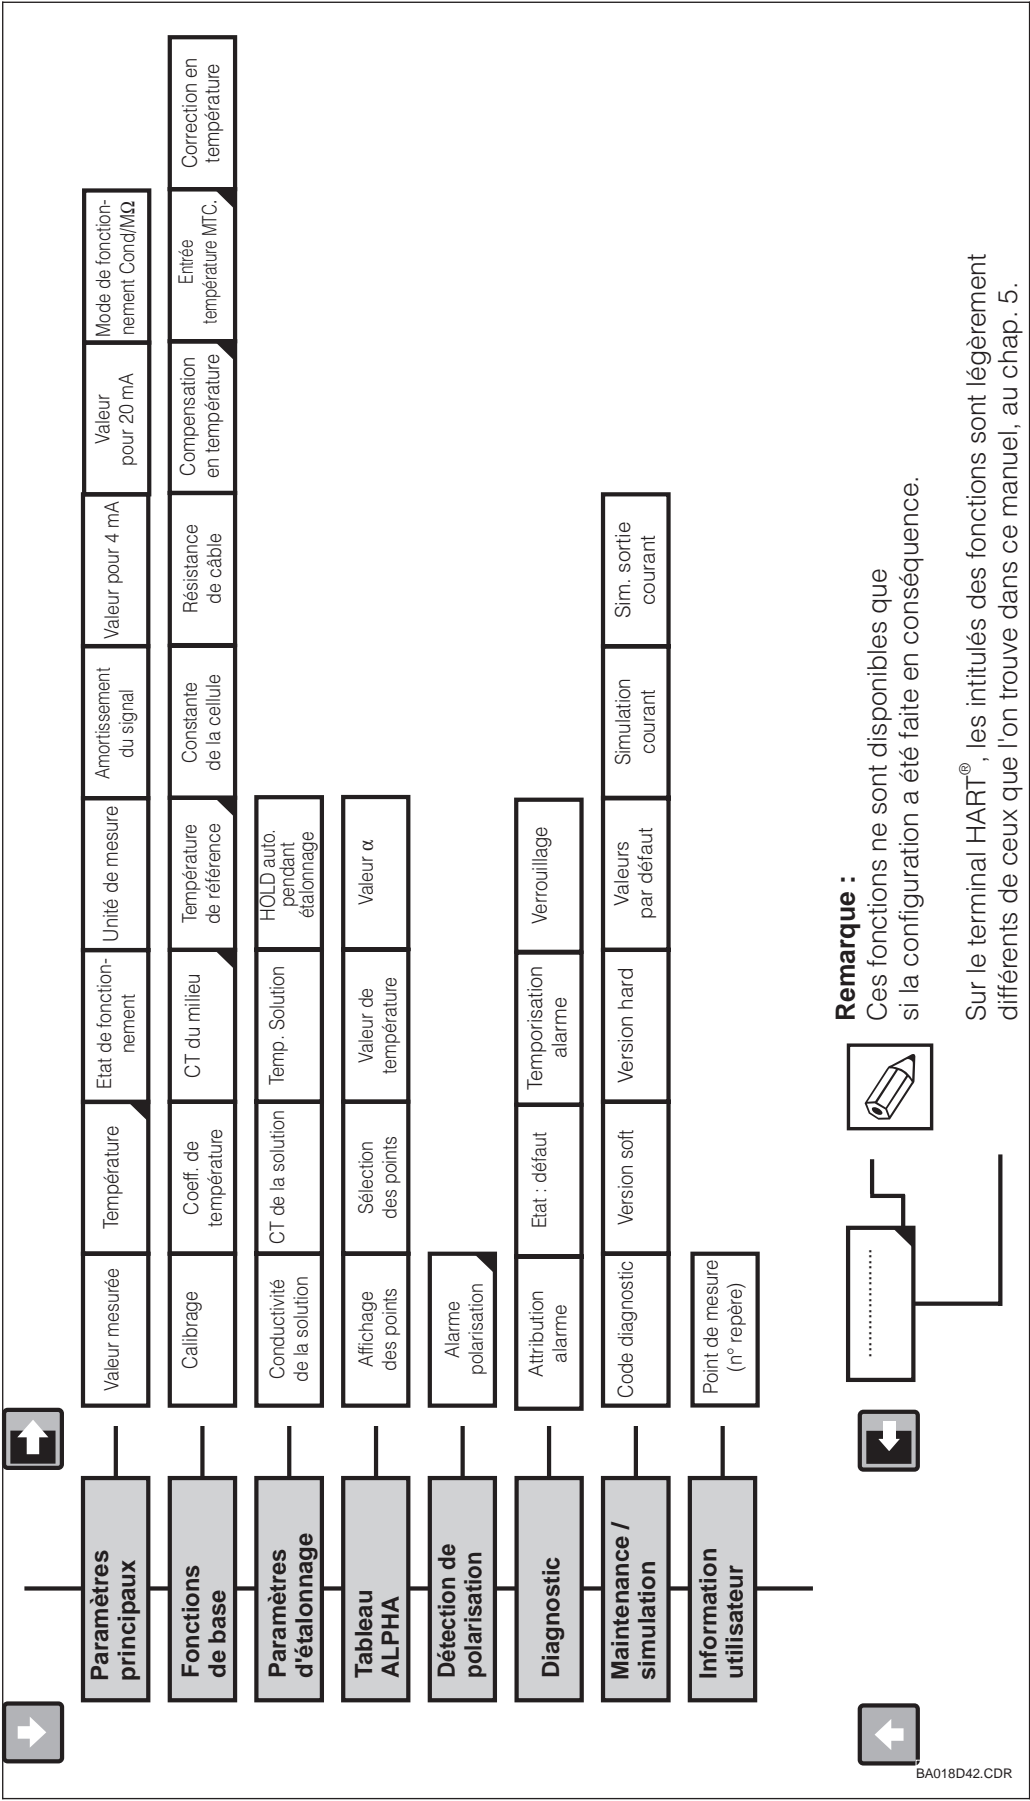 Paramètres
principaux
Valeur mesurée
Température
Etat de fonction-
nement
Unité de mesure
Amortissement
du signal
Valeur pour 4 mA
Valeur
pour 20 mA
Mode de fonction-
nement Cond/MΩ
Fonctions
de base
Calibrage
Coeff. de
température
CT du milieu
Température
de référence
Constante
de la cellule
Résistance
de câble
Compensation
en température
Entrée
température MTC.
Correction en
température
Paramètres
d'étalonnage
Conductivité
de la solution
CT de la solution
Temp. Solution
HOLD auto.
pendant
étalonnage
Tableau
ALPHA
Affichage
des points
Sélection
des points
Valeur de
température
Valeur α
Détection de
polarisation
Alarme
polarisation
Diagnostic
Attribution
alarme
Etat : défaut
Temporisation
alarme
Verrouillage
Maintenance /
simulation
Code diagnostic
Version soft
Version hard
Valeurs
par défaut
Simulation
courant
Sim. sortie
courant
Information
utilisateur
Point de mesure
(n° repère)
Remarque :
Ces fonctions ne sont disponibles que
si la configuration a été faite en conséquence.
Sur le terminal HART®, les intitulés des fonctions sont légèrement
différents de ceux que l'on trouve dans ce manuel, au chap. 5.
BA018D42.CDR